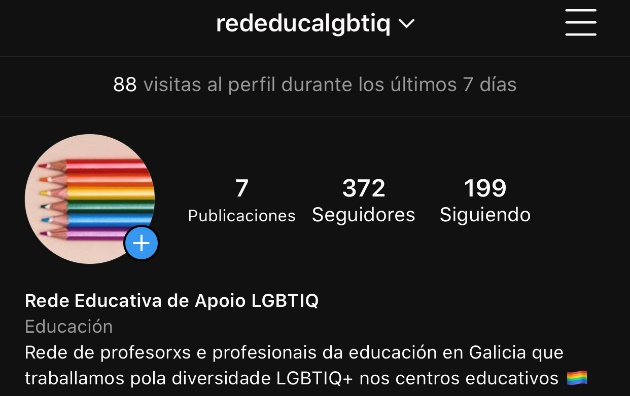 rededucalgbtiq
88 visitas al perfil durante los últimos 7 días
7 372 199
Publicaciones Seguidores Siguiendo
Rede Educativa de Apoio LGBTIQ
Educación
Rede de profesorxs e profesionais da educación en Galicia que
traballamos pola diversidade LGBTIQ+ nos centros educativos 🏳️‍🌈